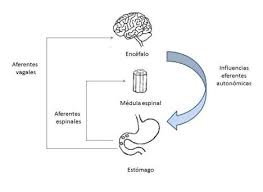 Encéfalo
Aferentes
vagales
Influencias
eferentes
autonómicas
Médula espinal
Aferentes
espinales
Estómago